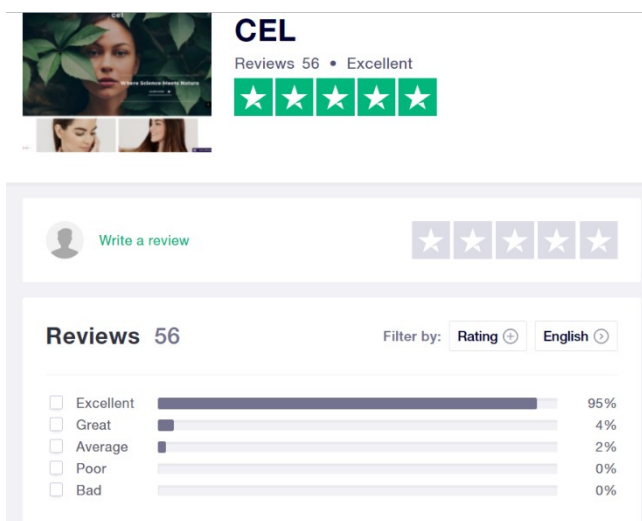 cel
CEL
Reviews 56 • Excellent
Where Science Meets Nature
Write a review
Reviews 56
Filter by: Rating English
Excellent 95%
Great 4%
Average 2%
Poor 0%
Bad 0%